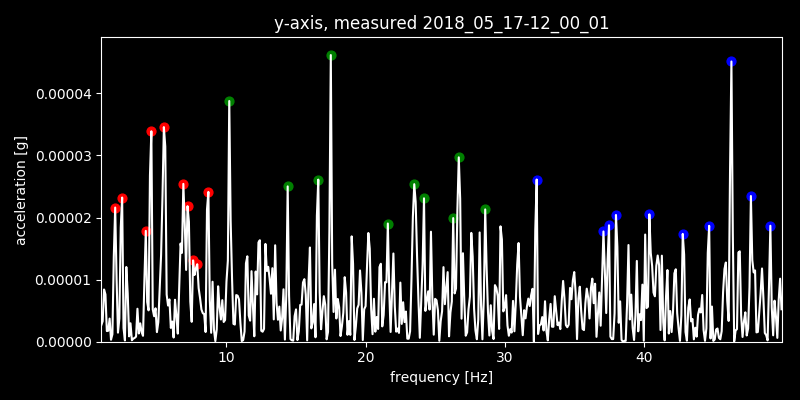 y-axis, measured 2018_05_17-12_00_01
acceleration [g]
0.00004
0.00003
0.00002
0.00001
0.00000
10 20 30 40
frequency [Hz]